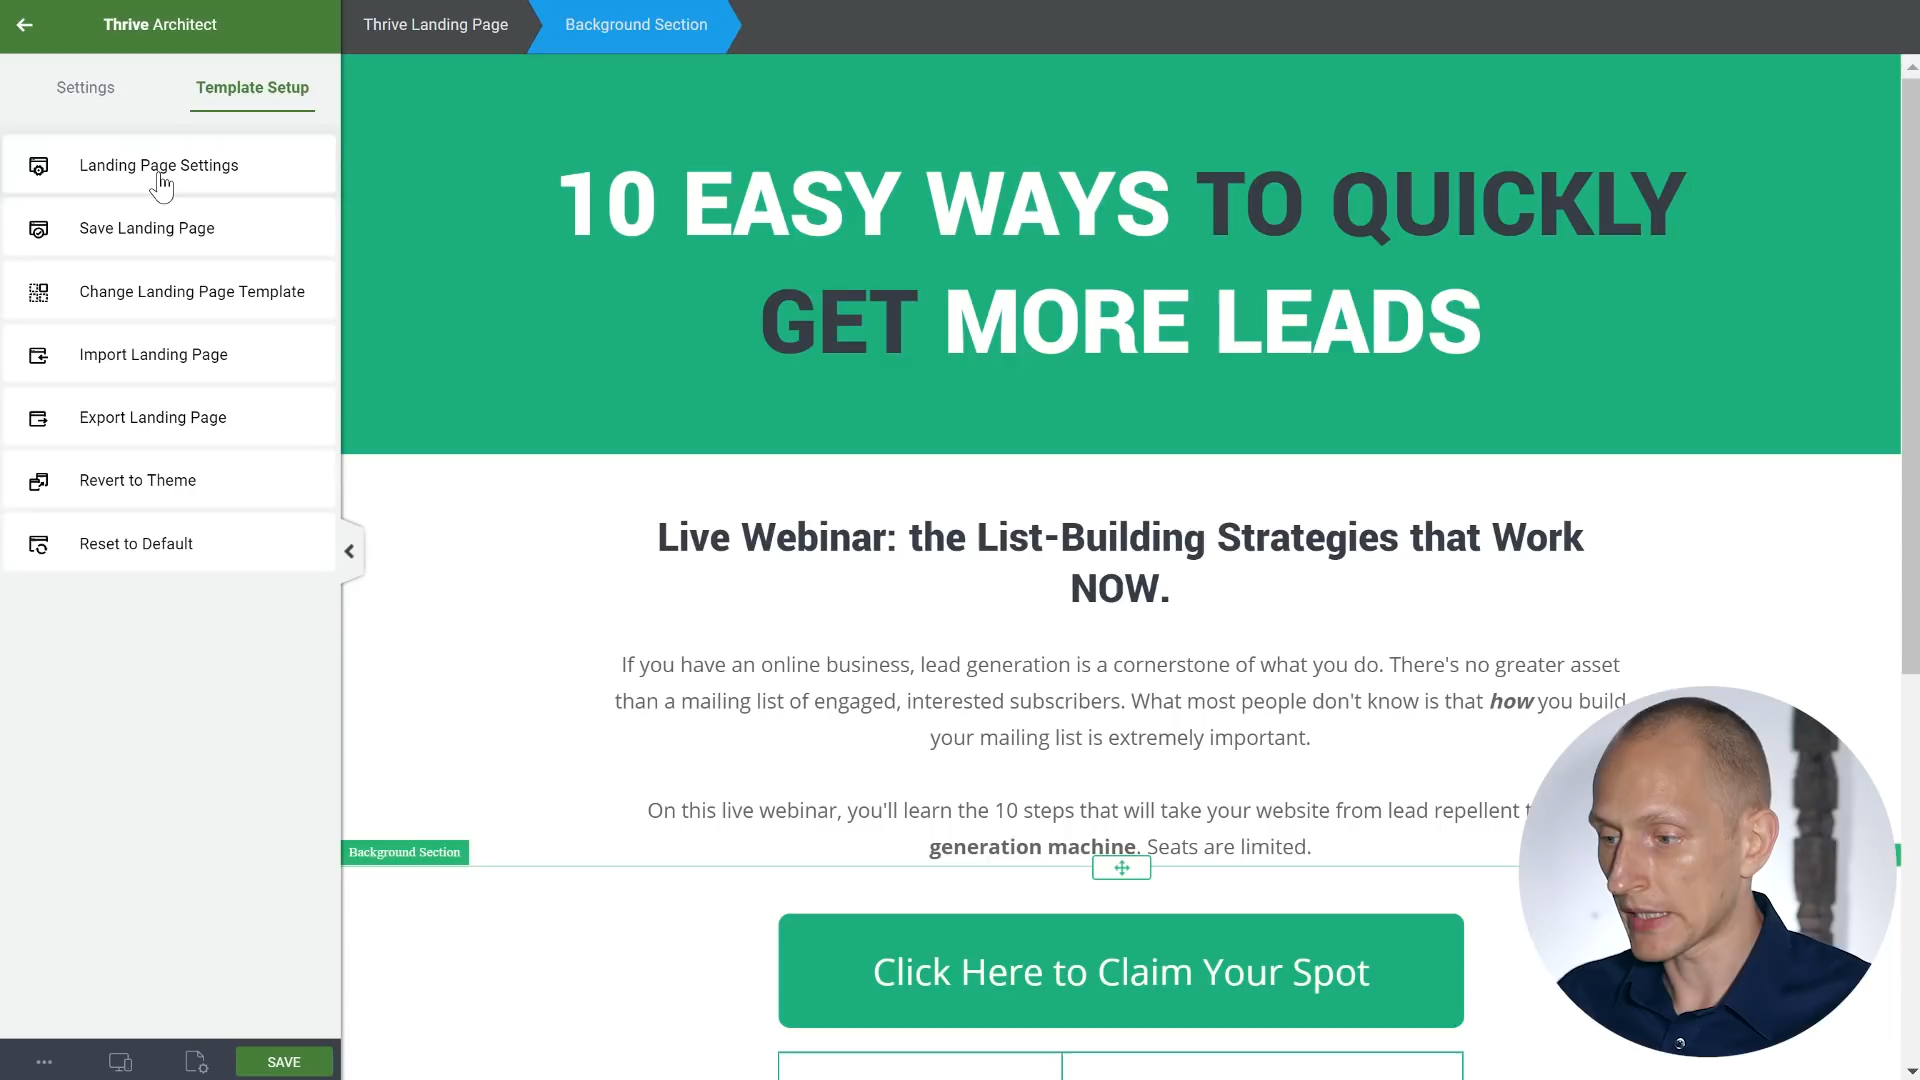 Thrive Architect
Thrive Landing Page
Background Section
Settings
Template Setup
Landing Page Settings
Save Landing Page
Change Landing Page Template
Import Landing Page
Export Landing Page
Revert to Theme
Reset to Default
SAVE
10 EASY WAYS TO QUICKLY
GET MORE LEADS
Live Webinar: the List-Building Strategies that Work
NOW.
If you have an online business, lead generation is a cornerstone of what you do. There's no greater asset
than a mailing list of engaged, interested subscribers. What most people don't know is that how you build
your mailing list is extremely important.
On this live webinar, you'll learn the 10 steps that will take your website from lead repellent
generation machine. Seats are limited.
Background Section
Click Here to Claim Your Spot